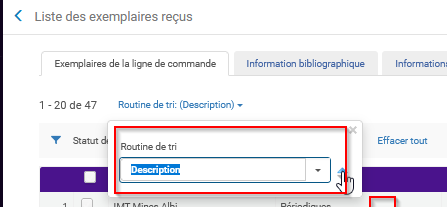 Liste des exemplaires reçus
Exemplaires de la ligne de commande
Information bibliographique
Informations
1 - 20 de 47
Routine de tri: (Description)
Statut de
Routine de tri
Effacer tout
Description
1
IMT Mines Albi
Périodiques